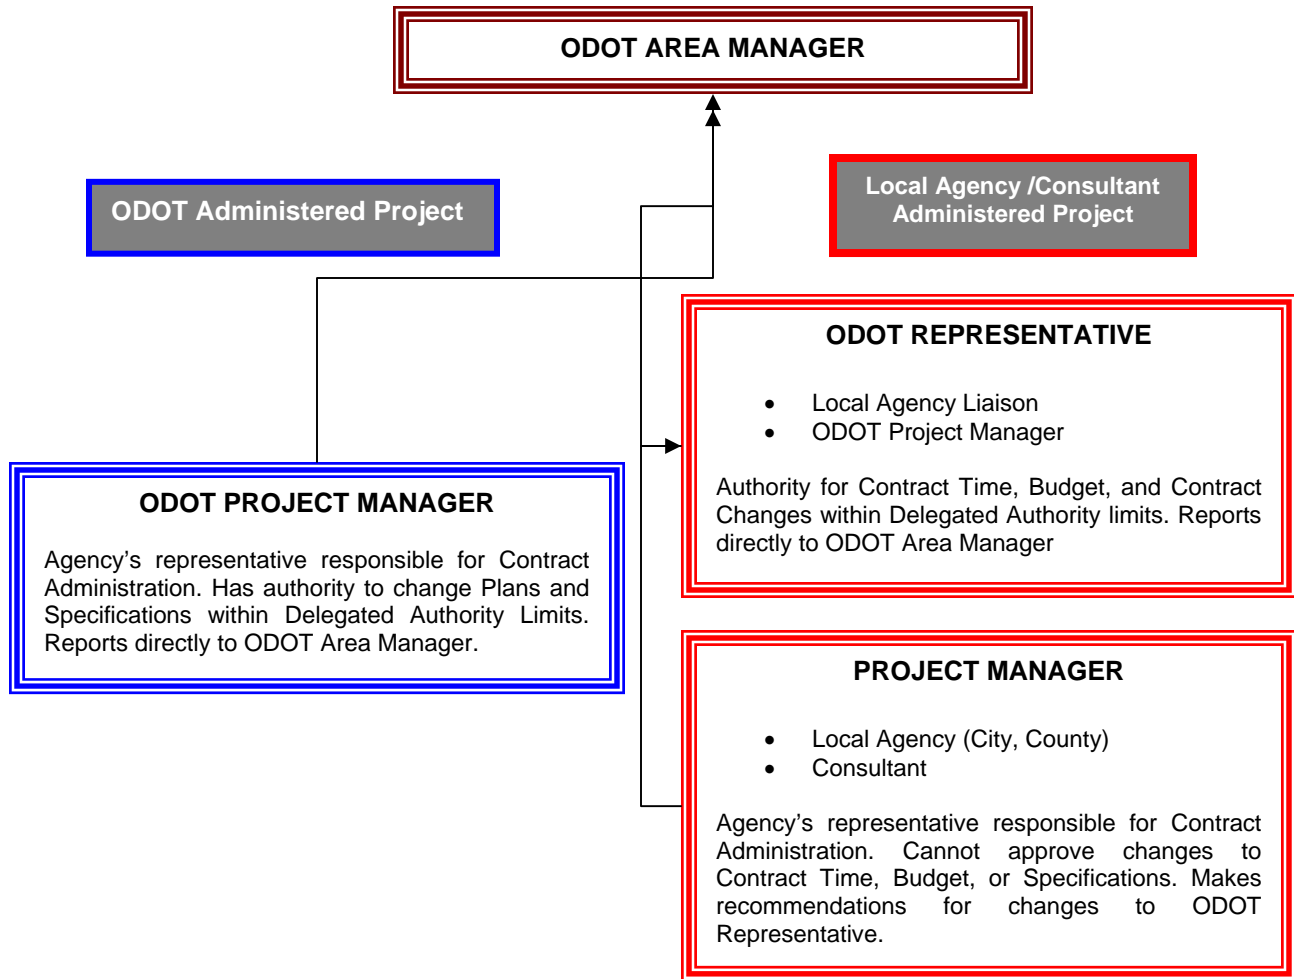 ODOT AREA MANAGER
ODOT Administered Project
Local Agency /Consultant
Administered Project
ODOT REPRESENTATIVE
• Local Agency Liaison
• ODOT Project Manager
Authority for Contract Time, Budget, and Contract
Changes within Delegated Authority limits. Reports
directly to ODOT Area Manager
ODOT PROJECT MANAGER
Agency’s representative responsible for Contract
Administration. Has authority to change Plans and
Specifications within Delegated Authority Limits.
Reports directly to ODOT Area Manager.
PROJECT MANAGER
• Local Agency (City, County)
• Consultant
Agency’s representative responsible for Contract
Administration. Cannot approve changes to
Contract Time, Budget, or Specifications. Makes
recommendations for changes to ODOT
Representative.